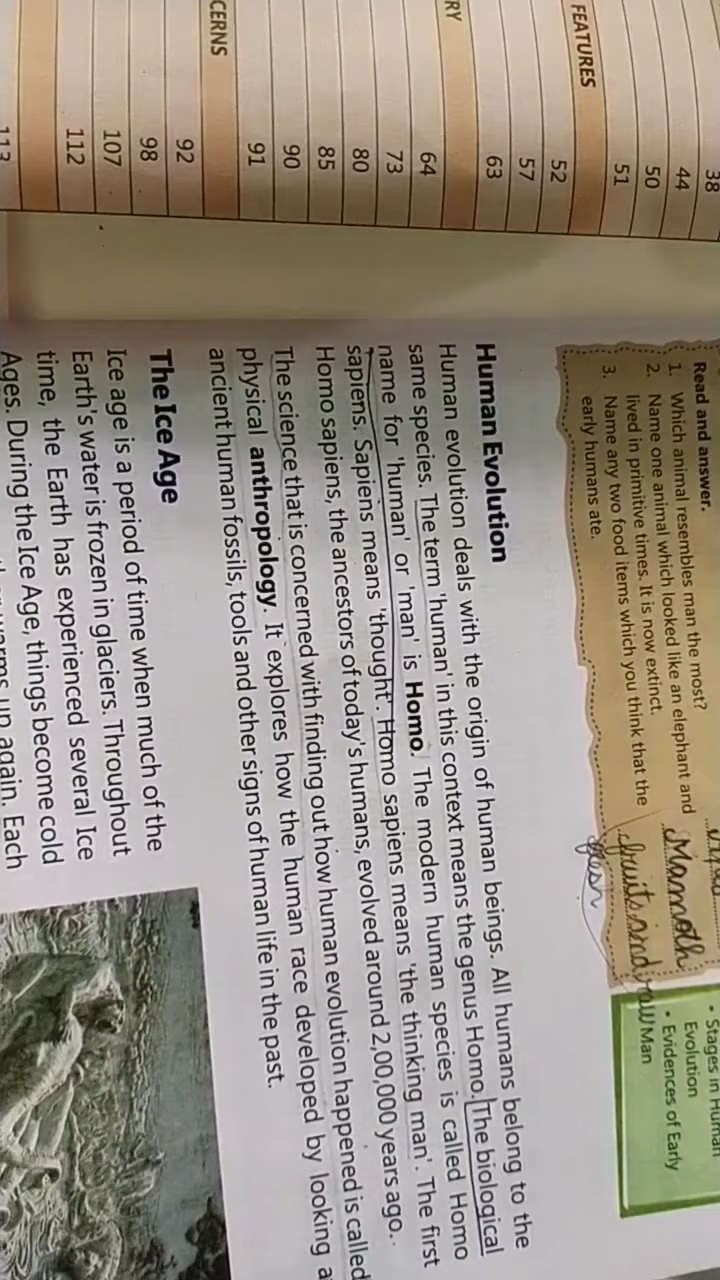 38
44
50
51
FEATURES
52
57
63
RY
64
73
80
85
90
91
CERNS
92
98
107
112
113
Read and answer.
1. Which animal resembles man the most?
2. Name one animal which looked like an elephant and
lived in primitive times. It is now extinct. Mamoth
3. Name any two food items which you think that the
early humans ate. fruits and raw
flesh
• Stages in Human
Evolution
• Evidences of Early
Man
Human Evolution
Human evolution deals with the origin of human beings. All humans belong to the
same species. The term 'human' in this context means the genus Homo. The biological
name for 'human' or 'man' is Homo. The modern human species is called Homo
sapiens. Sapiens means 'thought'. Homo sapiens means 'the thinking man'. The first
Homo sapiens, the ancestors of today's humans, evolved around 2,00,000 years ago.
The science that is concerned with finding out how human evolution happened is called
physical anthropology. It explores how the human race developed by looking a
ancient human fossils, tools and other signs of human life in the past.
The Ice Age
Ice age is a period of time when much of the
Earth's water is frozen in glaciers. Throughout
time, the Earth has experienced several Ice
Ages. During the Ice Age, things become cold
warms up again. Each